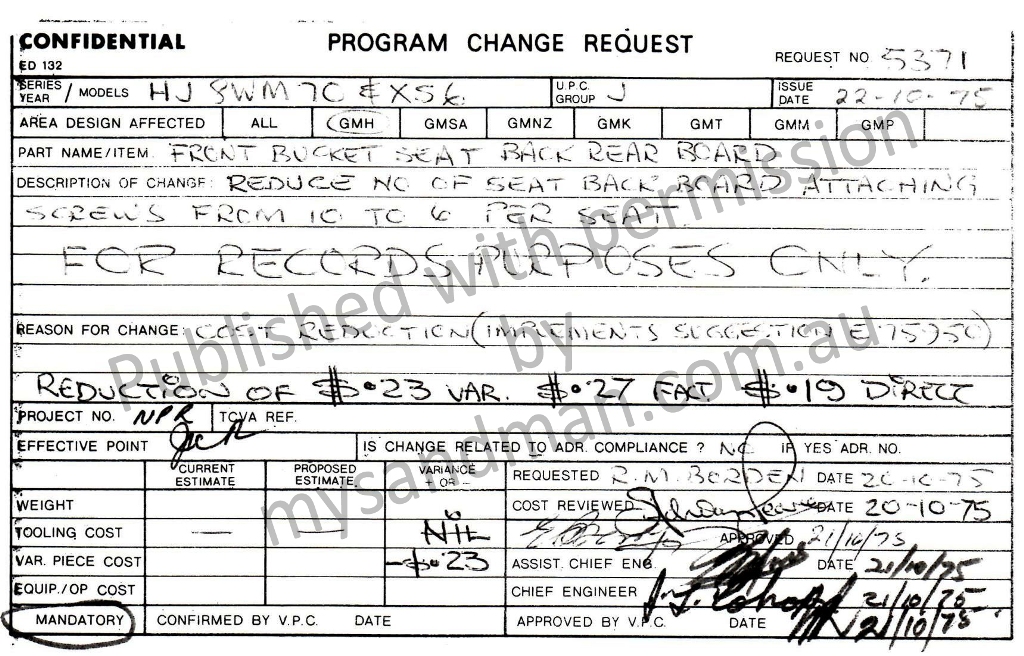 CONFIDENTIAL PROGRAM CHANGE REQUEST
ED 132 REQUEST NO 5371
SERIES YEAR / MODELS HJ 8WM70 & X56 U.P.C. GROUP J ISSUE DATE 22-10-75
AREA DESIGN AFFECTED ALL GMH GMSA GMNZ GMK GMT GMM GMP
PART NAME/ITEM FRONT BUCKET SEAT BACK REAR BOARD
DESCRIPTION OF CHANGE: REDUCE NO OF SEAT BACK BOARD ATTACHING
SCREWS FROM 10 TO 6 PER SEAT.
FOR RECORDS PURPOSES ONLY.
REASON FOR CHANGE: COST REDUCTION (IMPLEMENTS SUGGESTION E75950)
REDUCTION OF $.23 VAR. $.27 FACT. $.19 DIRECT
PROJECT NO. NPR TCVA REF.
EFFECTIVE POINT IS CHANGE RELATED TO ADR. COMPLIANCE ? NO IF YES ADR. NO.
CURRENT ESTIMATE PROPOSED ESTIMATE VARIANCE + OR - REQUESTED R.M. BORDEN DATE 20-10-75
WEIGHT COST REVIEWED DATE 20-10-75
TOOLING COST — — NIL APPROVED 21/10/75
VAR. PIECE COST -$.23 ASSIST. CHIEF ENG. DATE 21/10/75
EQUIP./OP COST CHIEF ENGINEER 21/10/75
MANDATORY CONFIRMED BY V.P.C. DATE APPROVED BY V.P.C. DATE 21/10/75
Published with permission
by
mysandman.com.au